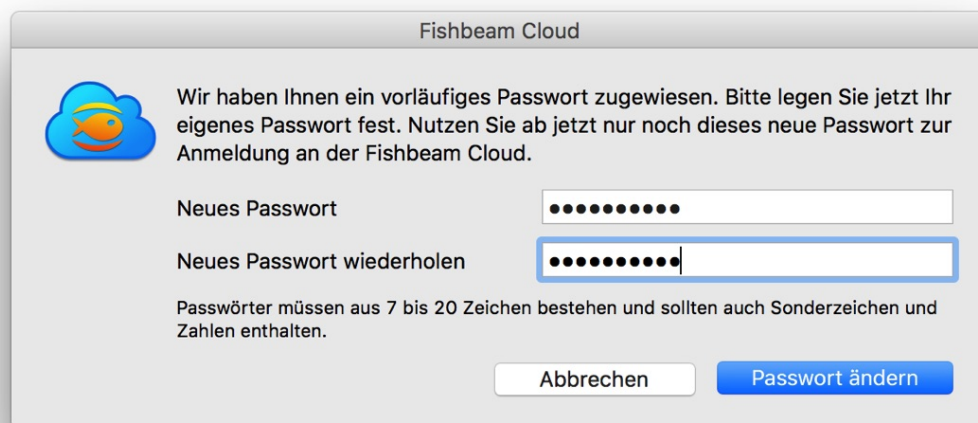 Fishbeam Cloud
Wir haben Ihnen ein vorläufiges Passwort zugewiesen. Bitte legen Sie jetzt Ihr
eigenes Passwort fest. Nutzen Sie ab jetzt nur noch dieses neue Passwort zur
Anmeldung an der Fishbeam Cloud.
Neues Passwort ●●●●●●●●●●
Neues Passwort wiederholen ●●●●●●●●●●
Passwörter müssen aus 7 bis 20 Zeichen bestehen und sollten auch Sonderzeichen und
Zahlen enthalten.
Abbrechen Passwort ändern